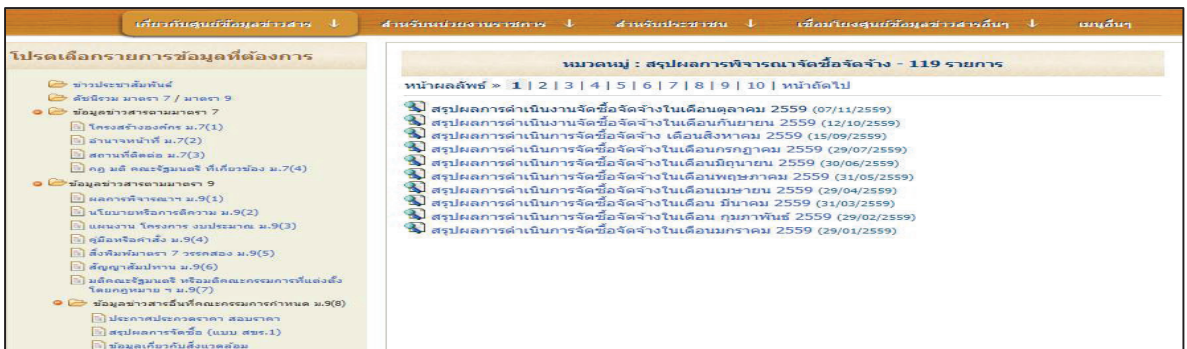 เกี่ยวกับศูนย์ข้อมูลข่าวสาร ↓ สำหรับหน่วยงานราชการ ↓ สำหรับประชาชน ↓ เชื่อมโยงศูนย์ข้อมูลข่าวสารอื่นๆ ↓ เมนูอื่นๆ
โปรดเลือกรายการข้อมูลที่ต้องการ
ข่าวประชาสัมพันธ์
ดัชนีรวม มาตรา 7 / มาตรา 9
ข้อมูลข่าวสารตามมาตรา 7
โครงสร้างองค์กร ม.7(1)
อำนาจหน้าที่ ม.7(2)
สถานที่ติดต่อ ม.7(3)
กฎ มติ คณะรัฐมนตรี ที่เกี่ยวข้อง ม.7(4)
ข้อมูลข่าวสารตามมาตรา 9
ผลการพิจารณาฯ ม.9(1)
นโยบายหรือการตีความ ม.9(2)
แผนงาน โครงการ งบประมาณ ม.9(3)
คู่มือหรือคำสั่ง ม.9(4)
สิ่งพิมพ์มาตรา 7 วรรคสอง ม.9(5)
สัญญาสัมปทาน ม.9(6)
มติคณะรัฐมนตรี หรือมติคณะกรรมการที่แต่งตั้ง
โดยกฎหมาย ฯ ม.9(7)
ข้อมูลข่าวสารอื่นที่คณะกรรมการกำหนด ม.9(8)
ประกาศประกวดราคา สอบราคา
สรุปผลการจัดซื้อ (แบบ สขร.1)
ข้อมูลเกี่ยวกับสิ่งแวดล้อม
หมวดหมู่ : สรุปผลการพิจารณาจัดซื้อจัดจ้าง - 119 รายการ
หน้าผลลัพธ์ » 1 | 2 | 3 | 4 | 5 | 6 | 7 | 8 | 9 | 10 | หน้าถัดไป
สรุปผลการดำเนินงานจัดซื้อจัดจ้างในเดือนตุลาคม 2559 (07/11/2559)
สรุปผลการดำเนินงานจัดซื้อจัดจ้างในเดือนกันยายน 2559 (12/10/2559)
สรุปผลการดำเนินการจัดซื้อจัดจ้าง เดือนสิงหาคม 2559 (15/09/2559)
สรุปผลการดำเนินการจัดซื้อจัดจ้างในเดือนกรกฎาคม 2559 (29/07/2559)
สรุปผลการดำเนินการจัดซื้อจัดจ้างในเดือนมิถุนายน 2559 (30/06/2559)
สรุปผลการดำเนินการจัดซื้อจัดจ้างในเดือนพฤษภาคม 2559 (31/05/2559)
สรุปผลการดำเนินการจัดซื้อจัดจ้างในเดือนเมษายน 2559 (29/04/2559)
สรุปผลการดำเนินการจัดซื้อจัดจ้างในเดือน มีนาคม 2559 (31/03/2559)
สรุปผลการดำเนินการจัดซื้อจัดจ้างในเดือน กุมภาพันธ์ 2559 (29/02/2559)
สรุปผลการดำเนินการจัดซื้อจัดจ้างในเดือนมกราคม 2559 (29/01/2559)